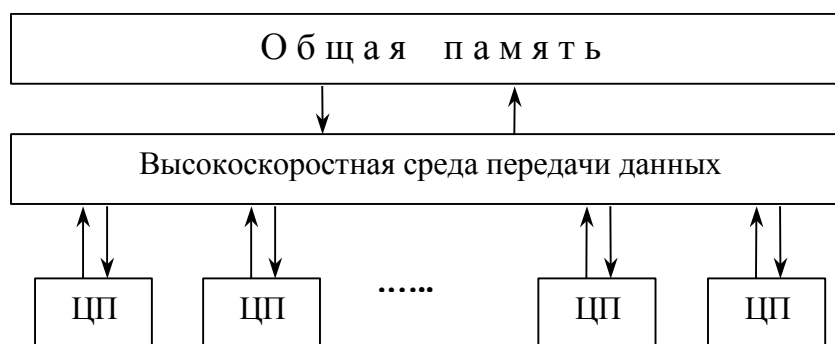 Общая память
Высокоскоростная среда передачи данных
ЦП ЦП ...... ЦП ЦП